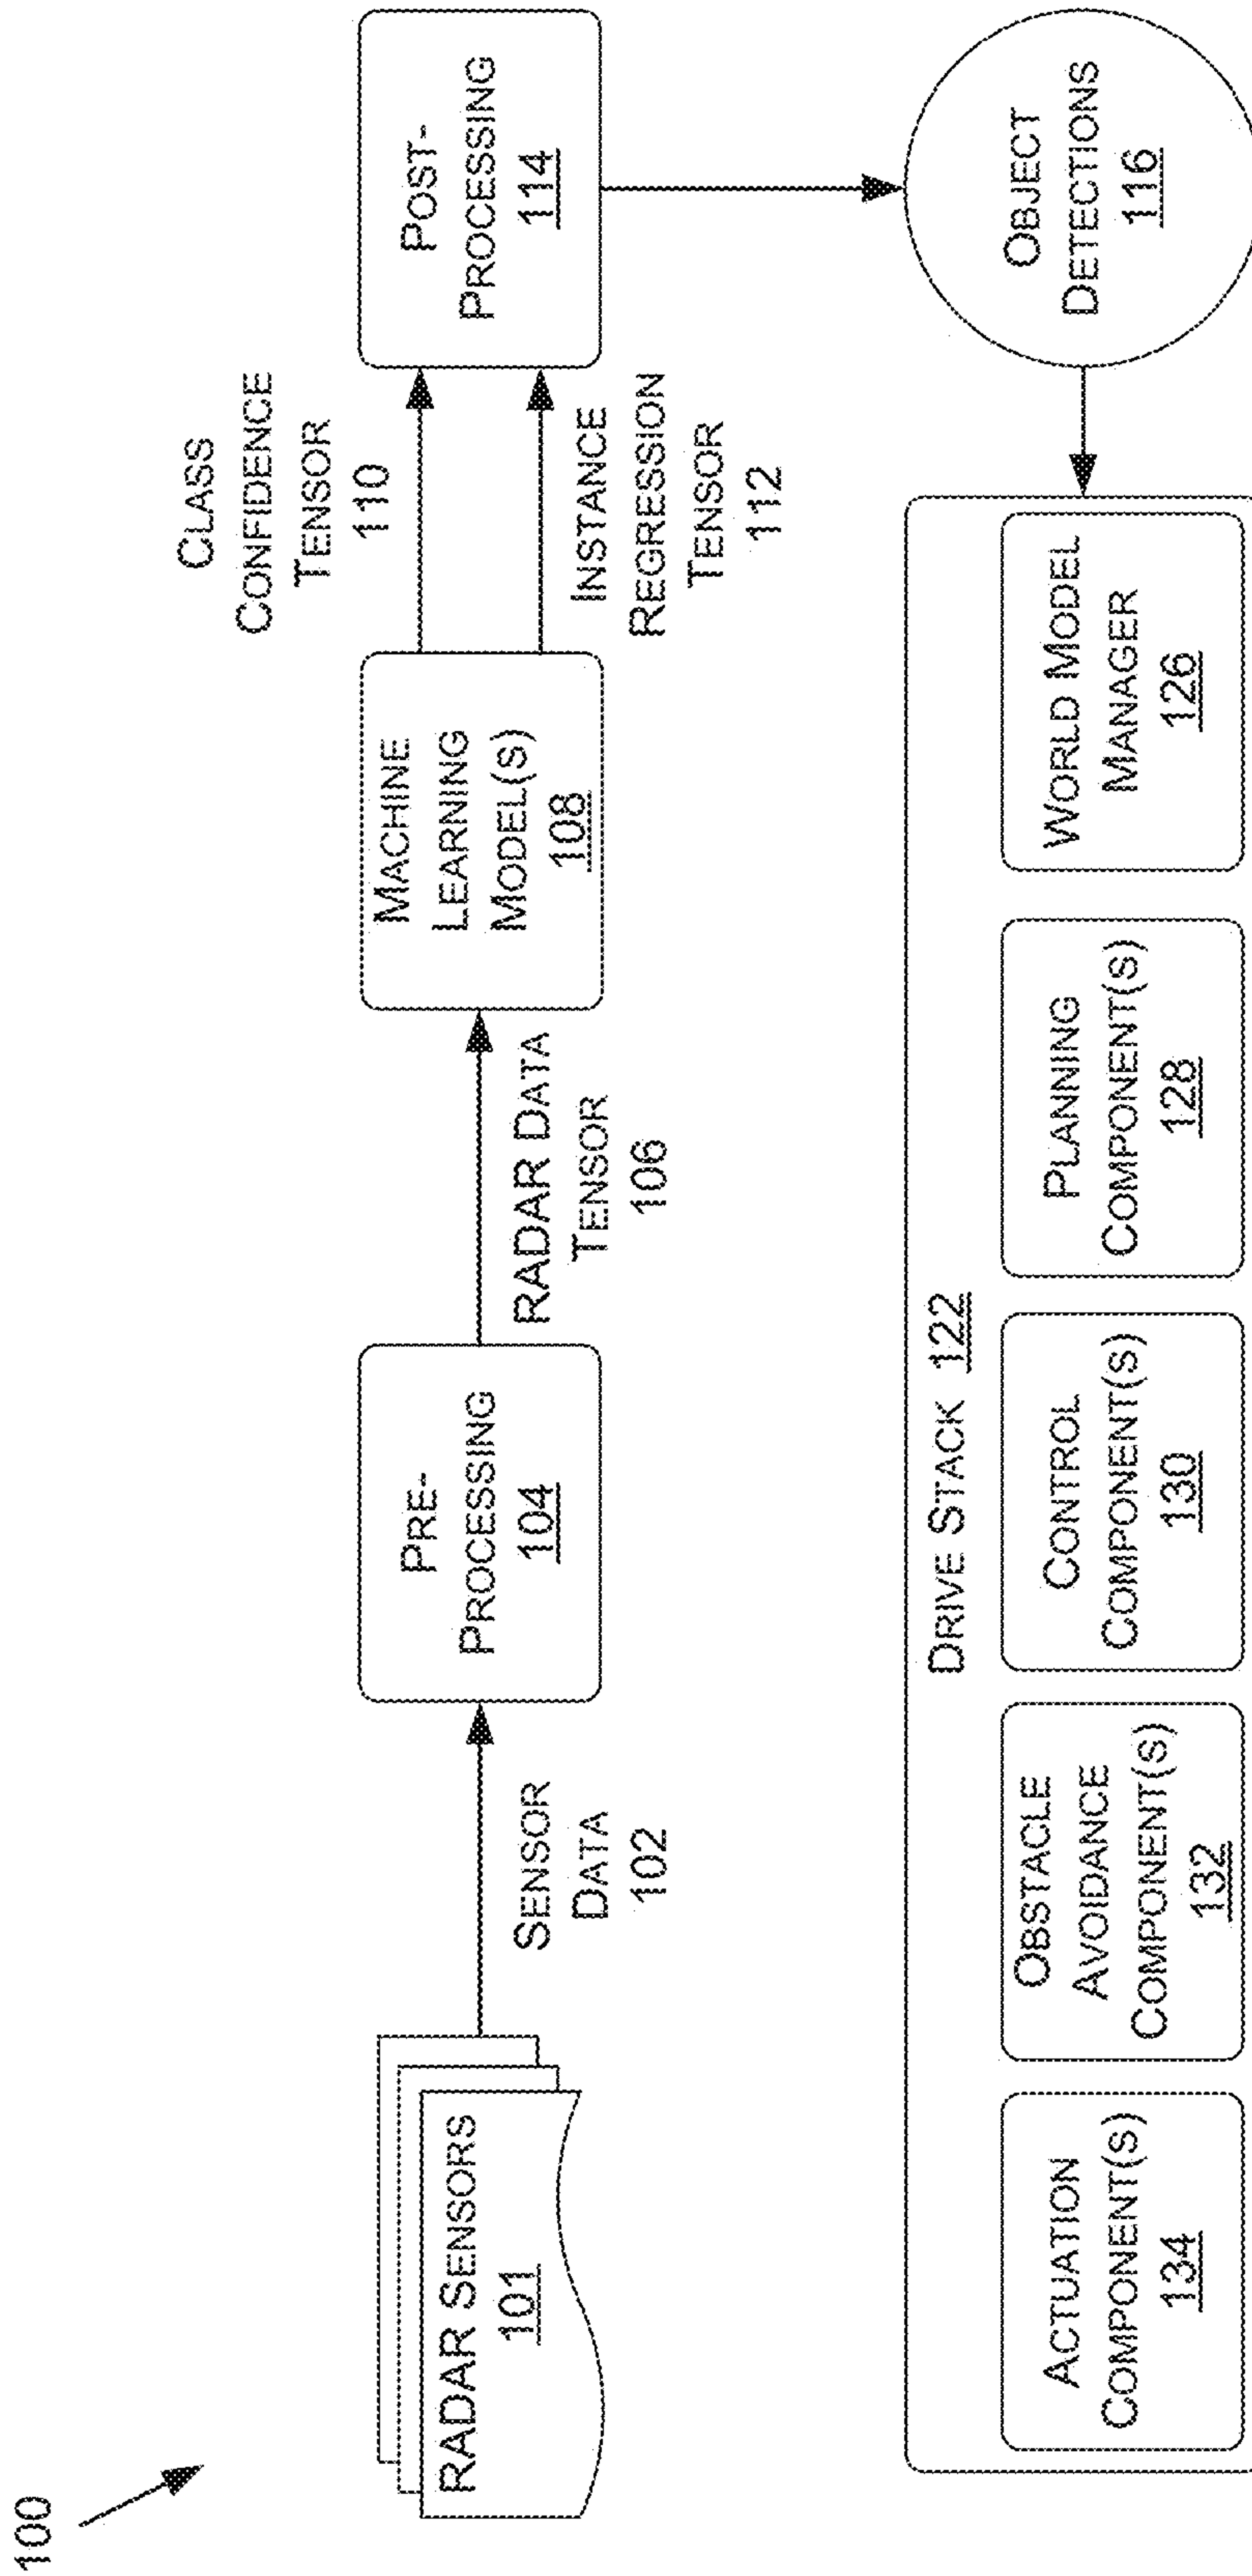 100
RADAR SENSORS
101
SENSOR
DATA
102
PRE-
PROCESSING
104
RADAR DATA
TENSOR
106
MACHINE
LEARNING
MODEL(S)
108
CLASS
CONFIDENCE
TENSOR
110
INSTANCE
REGRESSION
TENSOR
112
POST-
PROCESSING
114
OBJECT
DETECTIONS
116
DRIVE STACK 122
ACTUATION
COMPONENT(S)
134
OBSTACLE
AVOIDANCE
COMPONENT(S)
132
CONTROL
COMPONENT(S)
130
PLANNING
COMPONENT(S)
128
WORLD MODEL
MANAGER
126